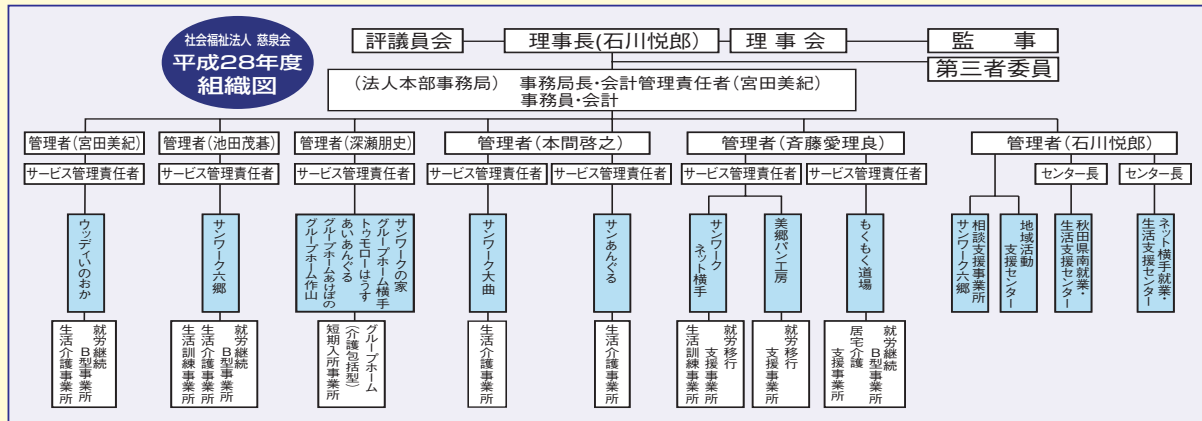 社会福祉法人 慈泉会
平成28年度
組織図
評議員会
理事長(石川悦郎)
理事会
監事
第三者委員
(法人本部事務局) 事務局長・会計管理責任者(宮田美紀)
事務員・会計
管理者(宮田美紀)
管理者(池田茂碁)
管理者(深瀬朋史)
管理者(本間啓之)
管理者(斉藤愛理良)
管理者(石川悦郎)
サービス管理責任者
サービス管理責任者
サービス管理責任者
サービス管理責任者
サービス管理責任者
サービス管理責任者
サービス管理責任者
センター長
センター長
ウッディいのおか
サンワーク六郷
サンワークの家
グループホーム横手
トゥモローはうす
あいあんぐる
グループホームあけぼの
グループホーム作山
サンワーク大曲
サンあんぐる
サンワーク
ネット横手
美郷パン工房
もくもく道場
相談支援事業所
サンワーク六郷
地域活動
支援センター
秋田県南就業・
生活支援センター
ネット横手就業・
生活支援センター
就労継続
B型事業所
生活介護事業所
就労継続
B型事業所
生活介護事業所
生活訓練事業所
グループホーム
(介護包括型)
短期入所事業所
生活介護事業所
生活介護事業所
就労移行
支援事業所
生活訓練事業所
就労移行
支援事業所
就労継続
B型事業所
居宅介護
支援事業所